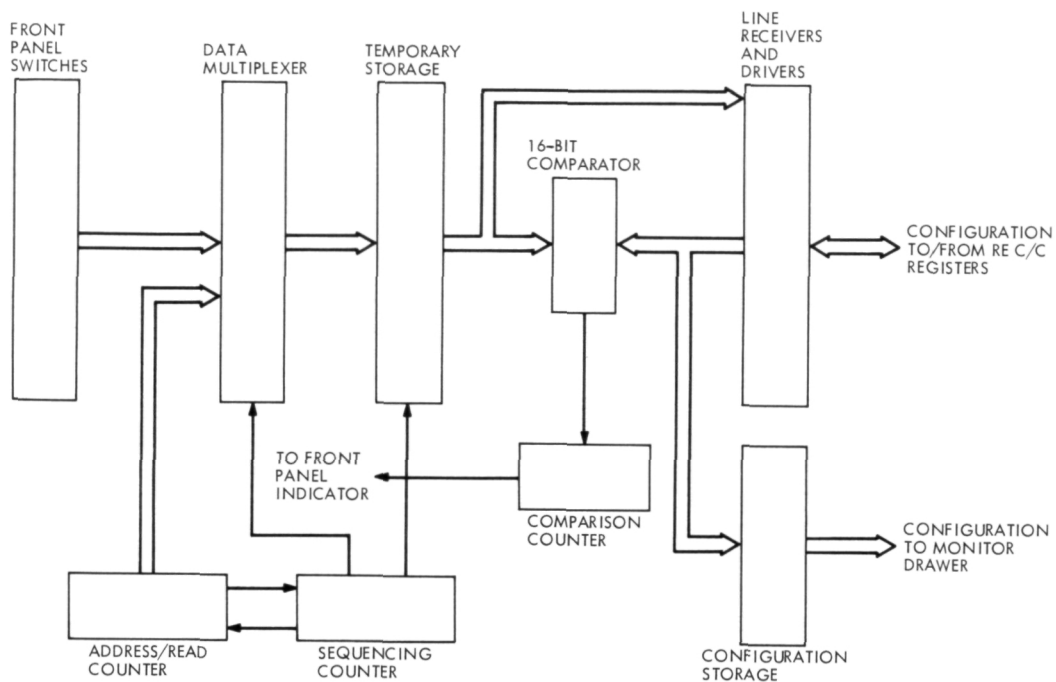 FRONT
PANEL
SWITCHES
DATA
MULTIPLEXER
TEMPORARY
STORAGE
LINE
RECEIVERS
AND
DRIVERS
16-BIT
COMPARATOR
CONFIGURATION
TO/FROM RE C/C
REGISTERS
TO FRONT
PANEL
INDICATOR
COMPARISON
COUNTER
CONFIGURATION
TO MONITOR
DRAWER
ADDRESS/READ
COUNTER
SEQUENCING
COUNTER
CONFIGURATION
STORAGE